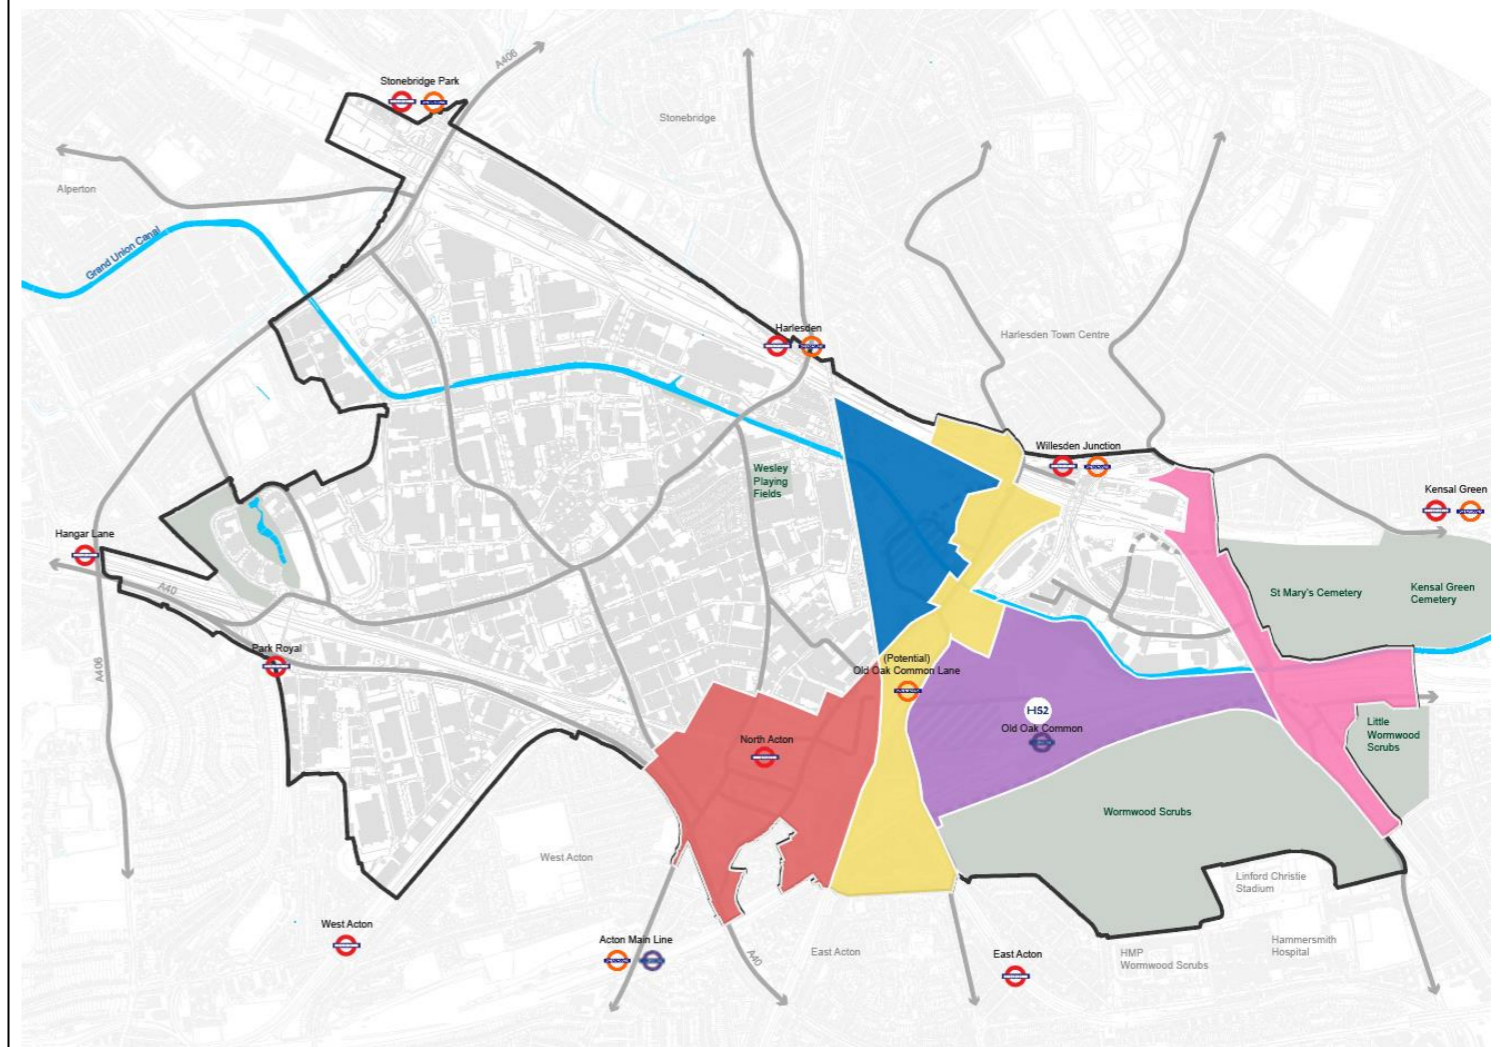 A406
Stonebridge Park
Stonebridge
Alperton
Grand Union Canal
Harlesden
Harlesden Town Centre
Willesden Junction
Wesley
Playing
Fields
Kensal Green
Hangar Lane
A40
St Mary's Cemetery
Kensal Green
Cemetery
Park Royal
A406
(Potential)
Old Oak Common Lane
HS2
Old Oak Common
North Acton
Little
Wormwood
Scrubs
Wormwood Scrubs
West Acton
Linford Christie
Stadium
West Acton
Acton Main Line
A40
East Acton
East Acton
HMP
Wormwood Scrubs
Hammersmith
Hospital